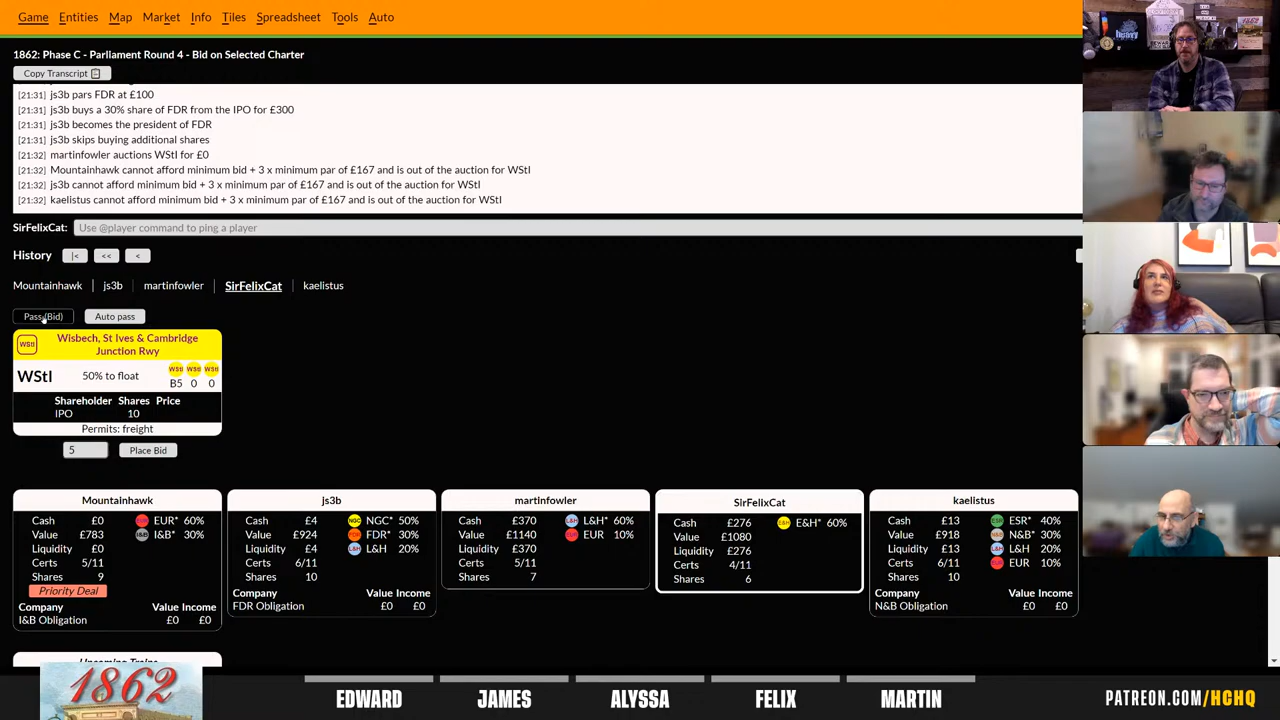 Game Entities Map Market Info Tiles Spreadsheet Tools Auto
1862: Phase C - Parliament Round 4 - Bid on Selected Charter
Copy Transcript
[21:31] js3b pars FDR at £100
[21:31] js3b buys a 30% share of FDR from the IPO for £300
[21:31] js3b becomes the president of FDR
[21:31] js3b skips buying additional shares
[21:32] martinfowler auctions WStI for £0
[21:32] Mountainhawk cannot afford minimum bid + 3 x minimum par of £167 and is out of the auction for WStI
[21:32] js3b cannot afford minimum bid + 3 x minimum par of £167 and is out of the auction for WStI
[21:32] kaelistus cannot afford minimum bid + 3 x minimum par of £167 and is out of the auction for WStI
SirFelixCat: Use @player command to ping a player
History |< << <
Mountainhawk js3b martinfowler SirFelixCat kaelistus
Pass (Bid) Auto pass
WStI Wisbech, St Ives & Cambridge
Junction Rwy
WStI 50% to float WStI WStI WStI
B5 0 0
Shareholder Shares Price
IPO 10
Permits: freight
5 Place Bid
Mountainhawk
Cash £0 EUR* 60%
Value £783 I&B* 30%
Liquidity £0
Certs 5/11
Shares 9
Priority Deal
Company Value Income
I&B Obligation £0 £0
js3b
Cash £4 NGC NGC* 50%
Value £924 FDR FDR* 30%
Liquidity £4 L&H L&H 20%
Certs 6/11
Shares 10
Company Value Income
FDR Obligation £0 £0
martinfowler
Cash £370 L&H L&H* 60%
Value £1140 EUR 10%
Liquidity £370
Certs 5/11
Shares 7
SirFelixCat
Cash £276 E&H E&H* 60%
Value £1080
Liquidity £276
Certs 4/11
Shares 6
kaelistus
Cash £13 ESR ESR* 40%
Value £918 N&B N&B* 30%
Liquidity £13 L&H L&H 20%
Certs 6/11 EUR 10%
Shares 10
Company Value Income
N&B Obligation £0 £0
Upcoming Trains
1862
EDWARD JAMES ALYSSA FELIX MARTIN
PATREON.COM/HCHQ